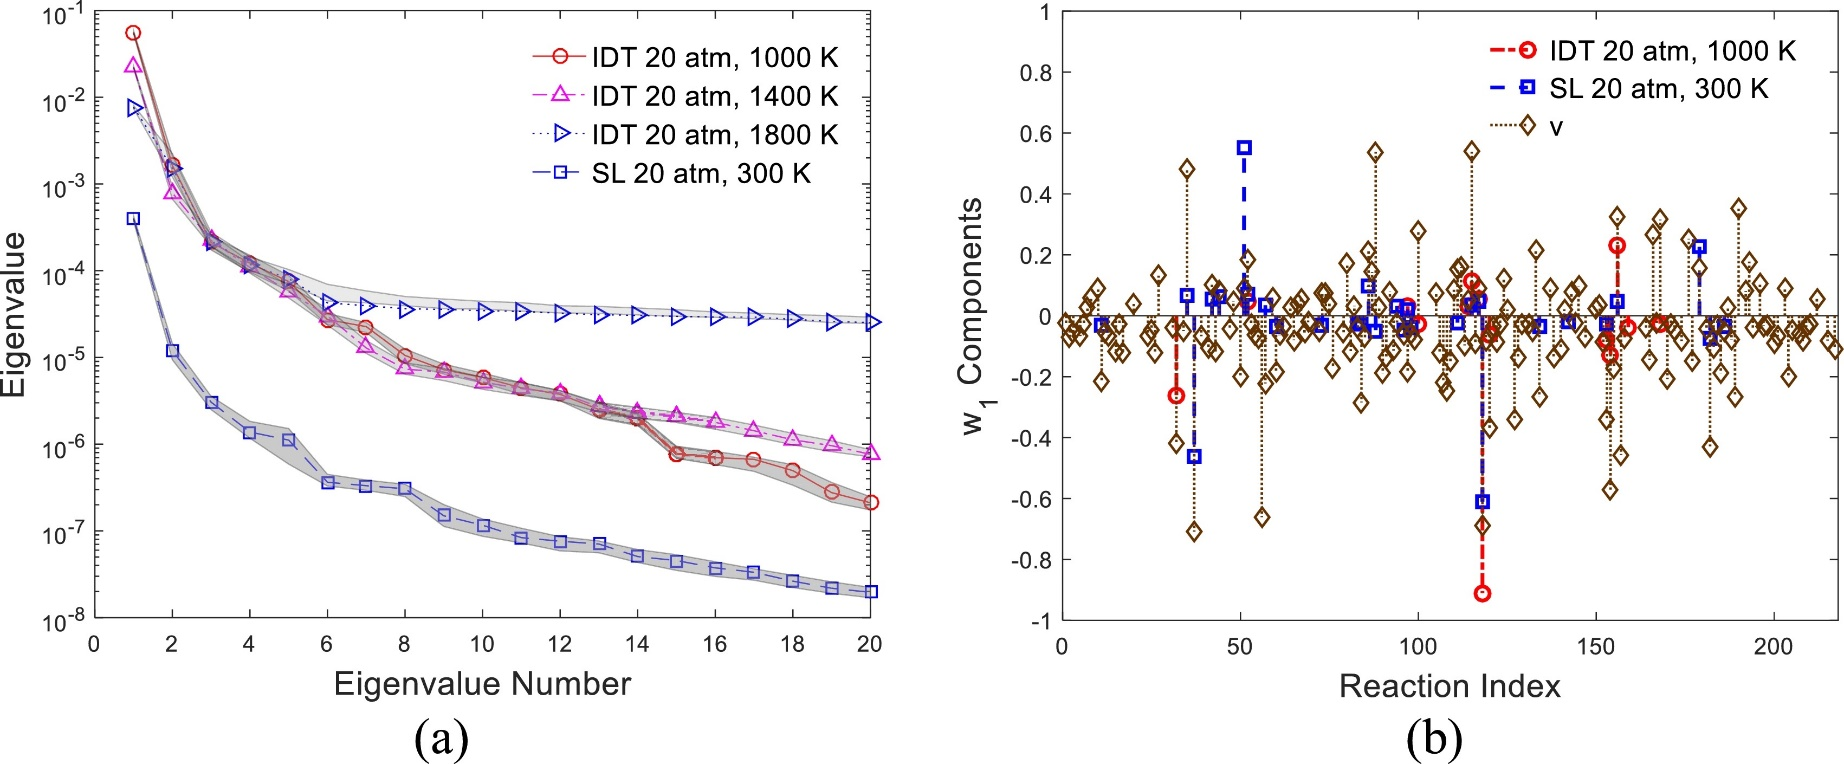 10-1
10-2
10-3
10-4
10-5
10-6
10-7
10-8
0 2 4 6 8 10 12 14 16 18 20
Eigenvalue
Eigenvalue Number
IDT 20 atm, 1000 K
IDT 20 atm, 1400 K
IDT 20 atm, 1800 K
SL 20 atm, 300 K
(a)
1
0.8
0.6
0.4
0.2
0
-0.2
-0.4
-0.6
-0.8
-1
0 50 100 150 200
w1 Components
Reaction Index
IDT 20 atm, 1000 K
SL 20 atm, 300 K
v
(b)